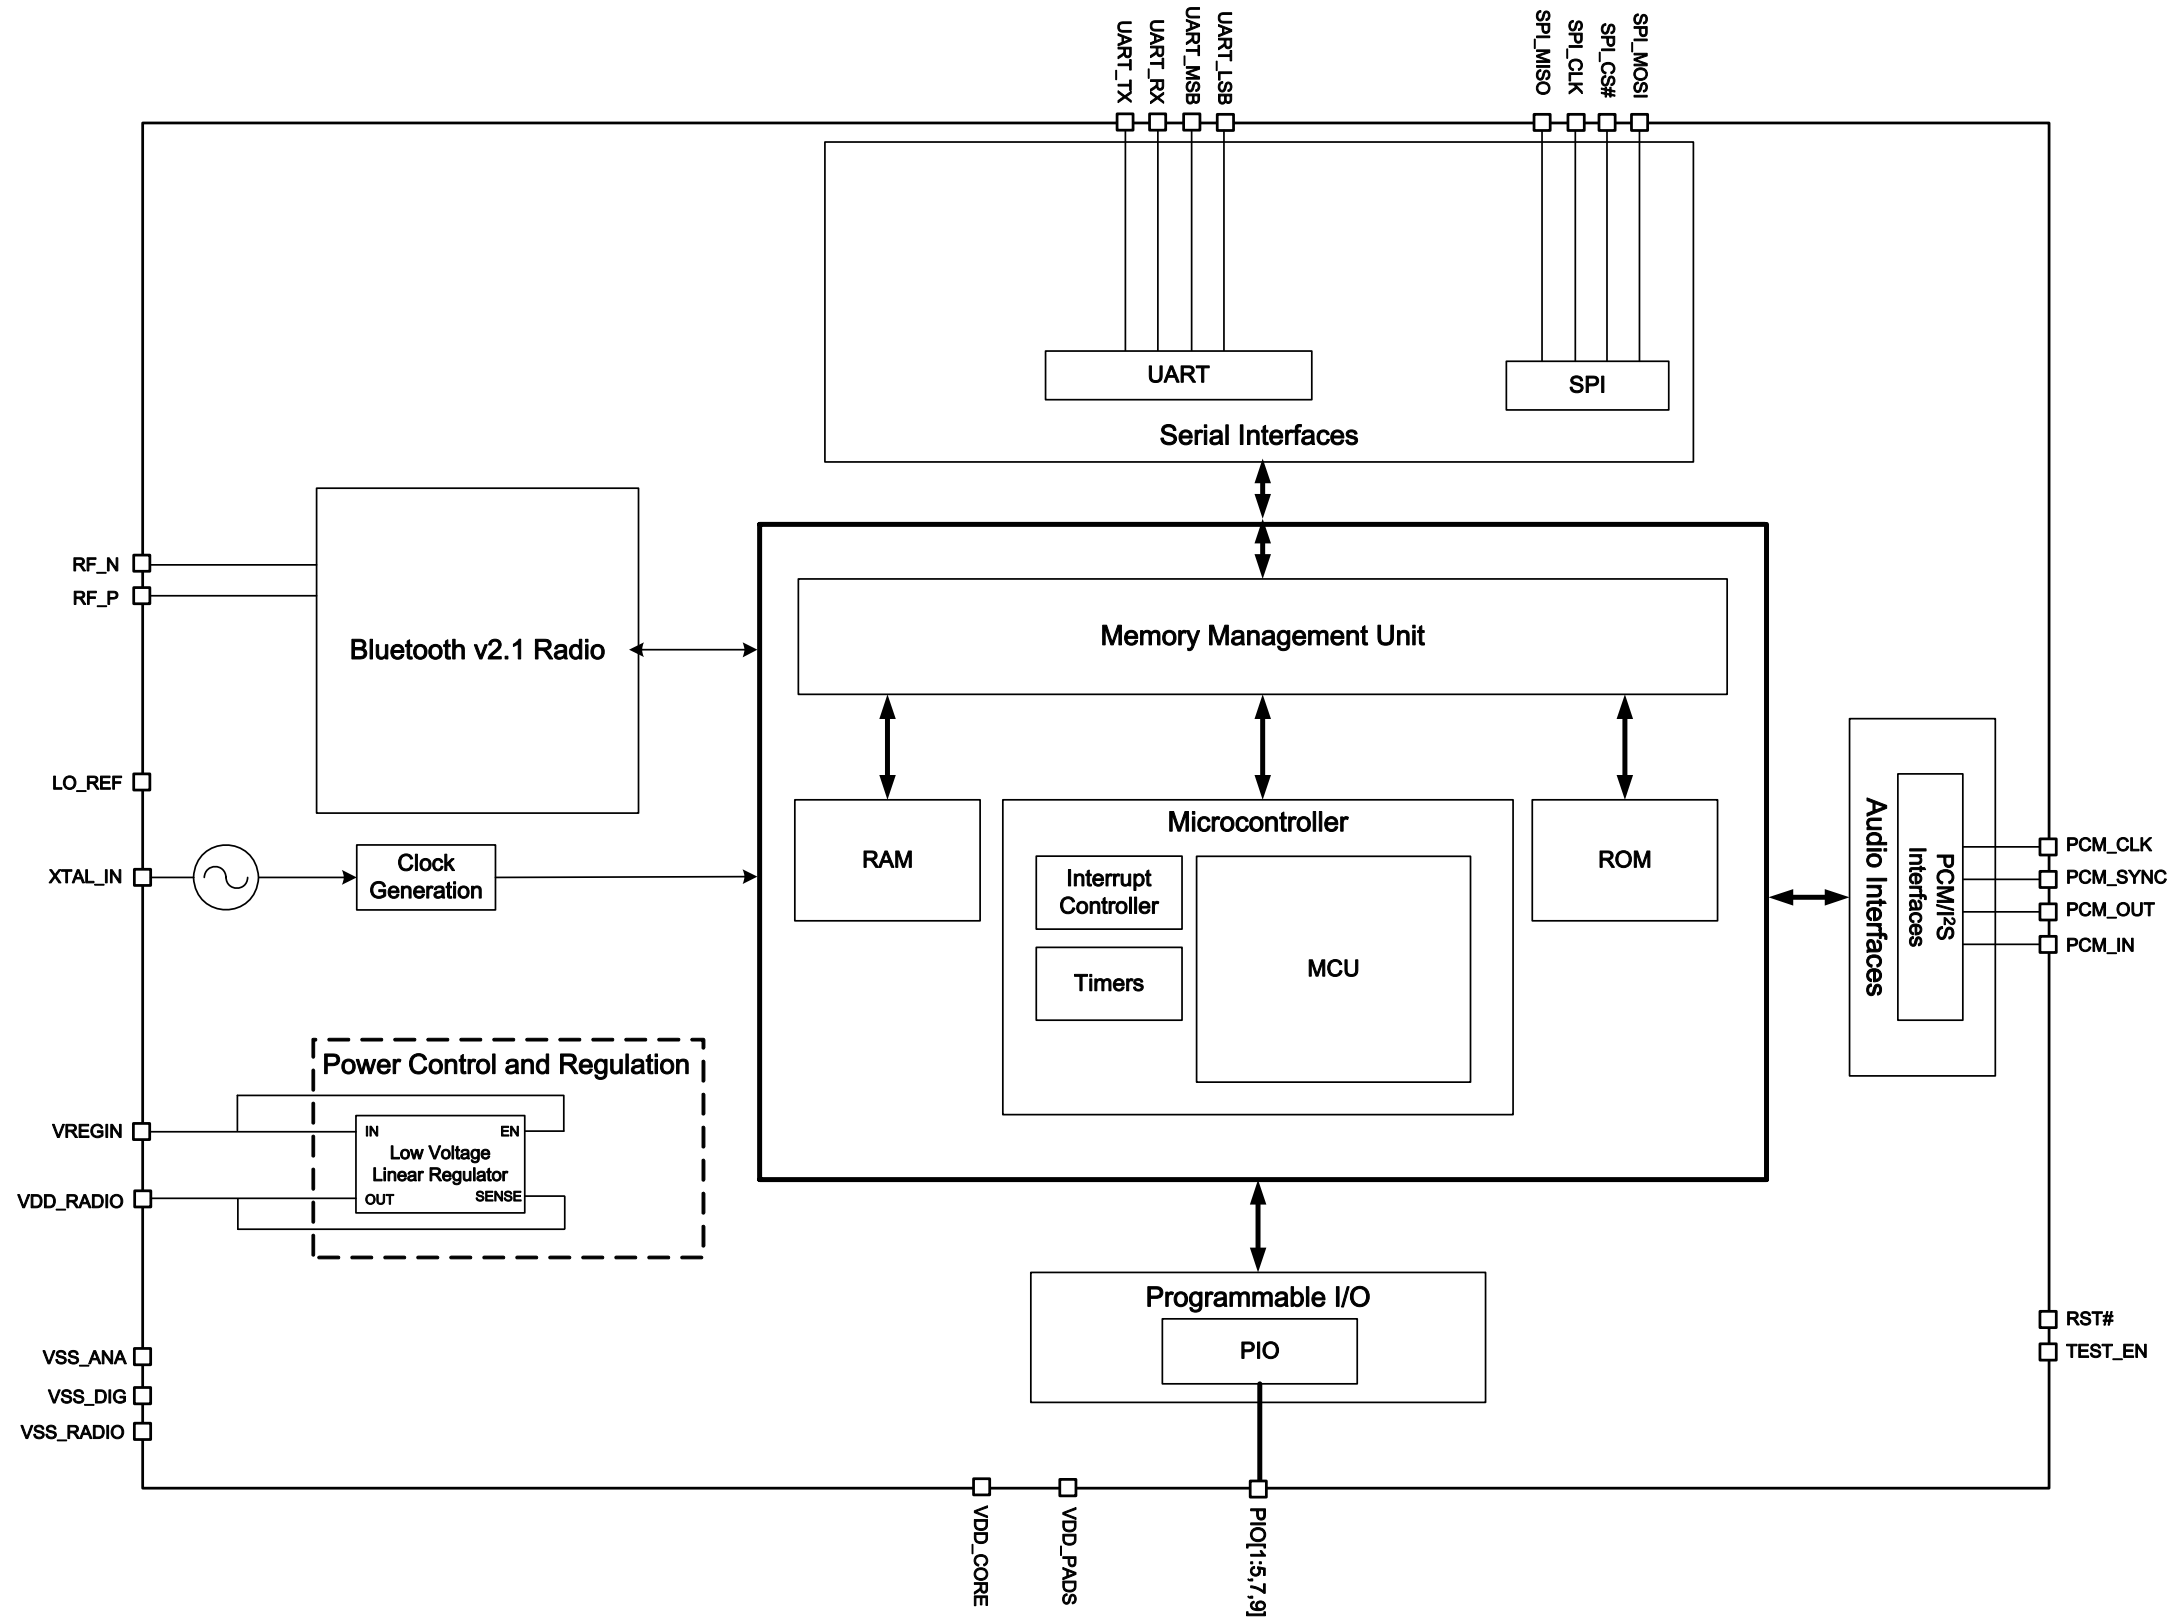 UART_TX
UART_RX
UART_MSB
UART_LSB
SPI_MISO
SPI_CLK
SPI_CS#
SPI_MOSI
UART
SPI
Serial Interfaces
RF_N
RF_P
Bluetooth v2.1 Radio
Memory Management Unit
LO_REF
XTAL_IN
Clock
Generation
RAM
Microcontroller
Interrupt
Controller
Timers
MCU
ROM
Audio Interfaces
PCM/I²S
Interfaces
PCM_CLK
PCM_SYNC
PCM_OUT
PCM_IN
Power Control and Regulation
VREGIN
IN
EN
Low Voltage
Linear Regulator
VDD_RADIO
OUT
SENSE
Programmable I/O
PIO
RST#
TEST_EN
VSS_ANA
VSS_DIG
VSS_RADIO
VDD_CORE
VDD_PADS
PIO[1:5,7,9]